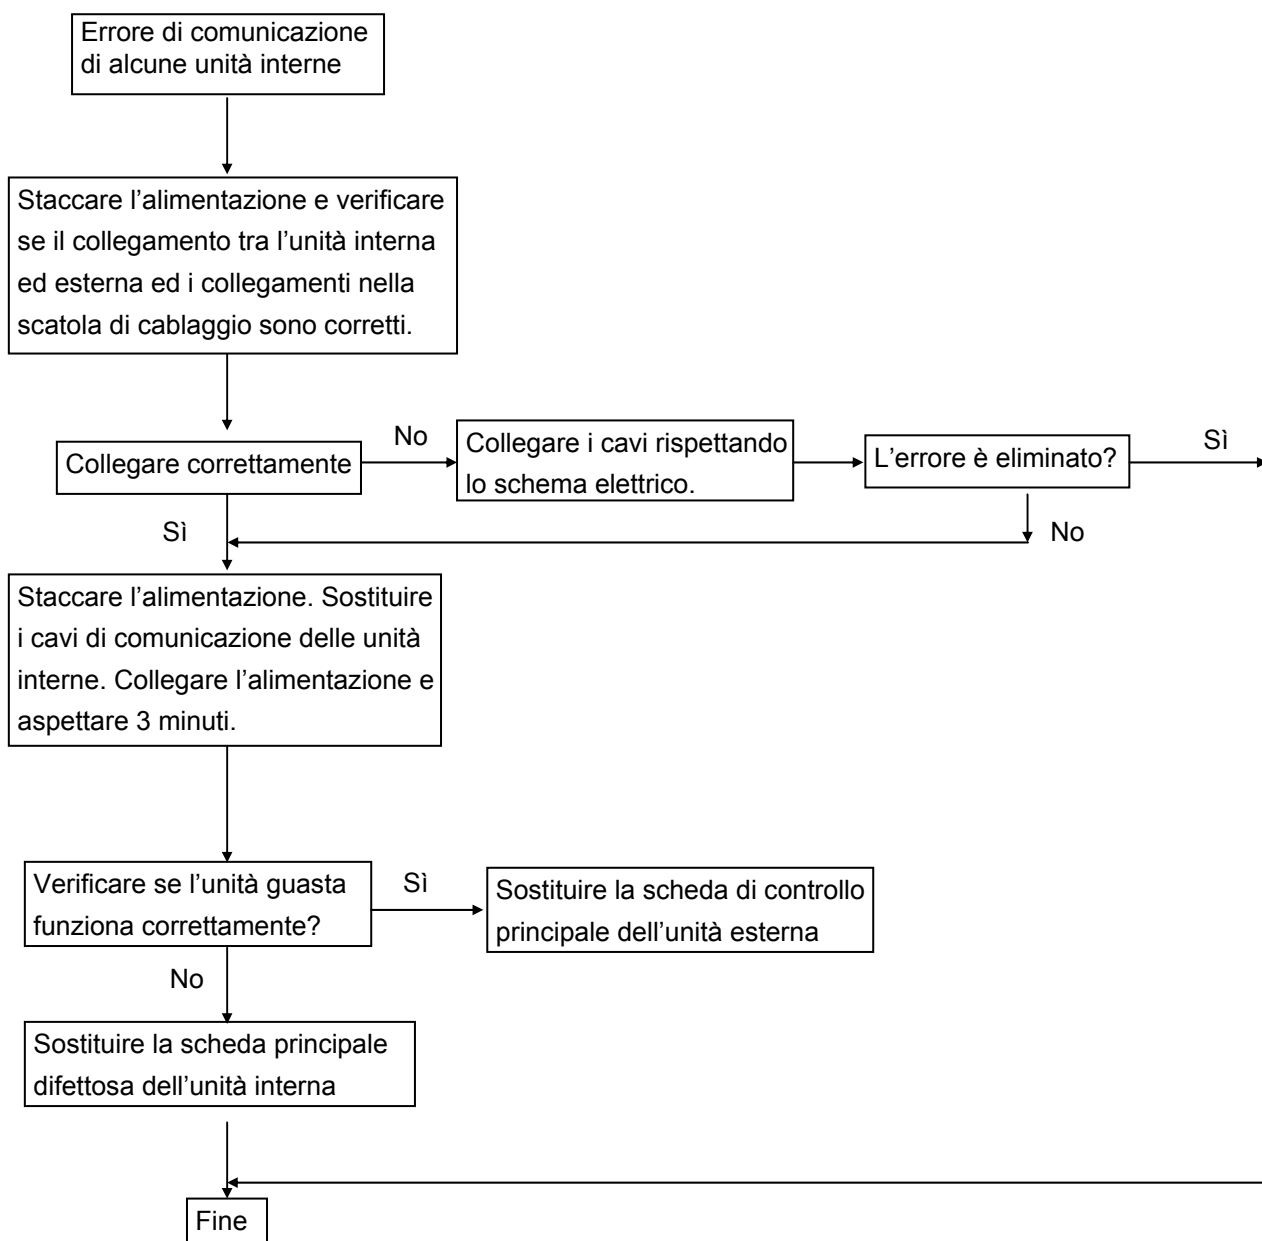 Errore di comunicazione
di alcune unità interne
Staccare l’alimentazione e verificare
se il collegamento tra l’unità interna
ed esterna ed i collegamenti nella
scatola di cablaggio sono corretti.
Collegare correttamente
No
Collegare i cavi rispettando
lo schema elettrico.
L’errore è eliminato?
Sì
Sì
No
Staccare l’alimentazione. Sostituire
i cavi di comunicazione delle unità
interne. Collegare l’alimentazione e
aspettare 3 minuti.
Verificare se l’unità guasta
funziona correttamente?
Sì
Sostituire la scheda di controllo
principale dell’unità esterna
No
Sostituire la scheda principale
difettosa dell’unità interna
Fine